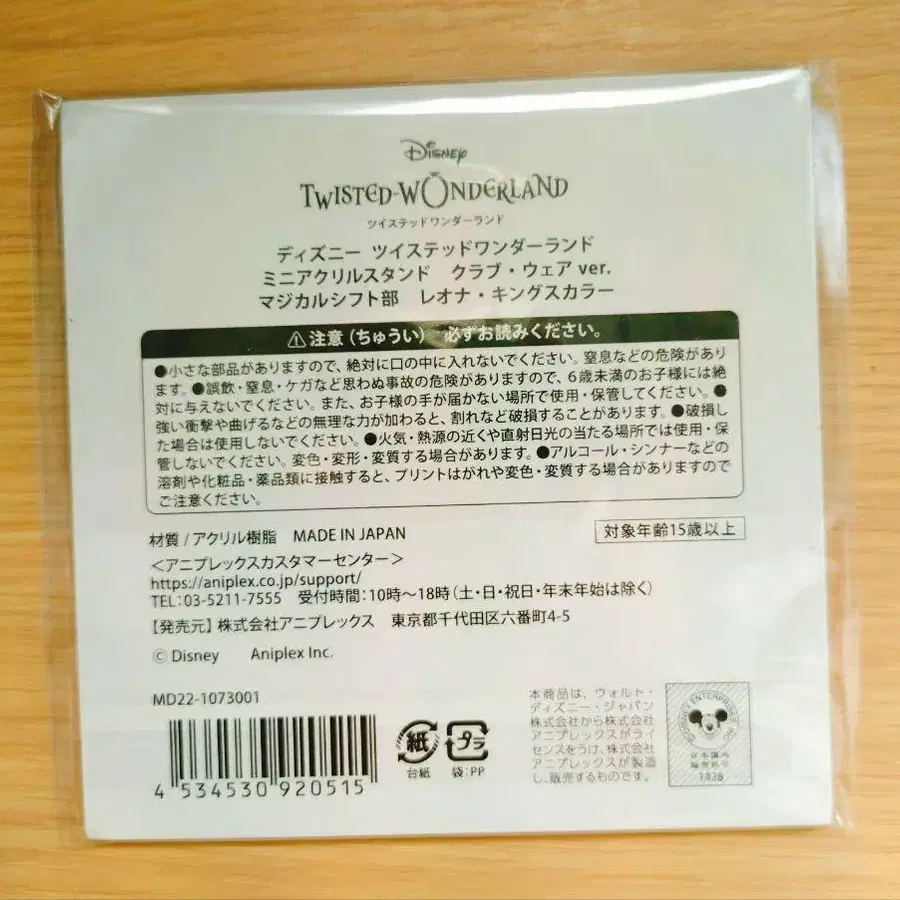 Disney
TWISTED-WONDERLAND
ツイステッドワンダーランド
ディズニー ツイステッドワンダーランド
ミニアクリルスタンド クラブ・ウェア ver.
マジカルシフト部 レオナ・キングスカラー
⚠注意(ちゅうい) 必ずお読みください。
●小さな部品がありますので、絶対に口の中に入れないでください。窒息などの危険があり
ます。●誤飲・窒息・ケガなど思わぬ事故の危険がありますので、6歳未満のお子様には絶
対に与えないでください。また、お子様の手が届かない場所で使用・保管してください。●
強い衝撃や曲げるなどの無理な力が加わると、割れなど破損することがあります。●破損し
た場合は使用しないでください。●火気・熱源の近くや直射日光の当たる場所では使用・保
管しないでください。変色・変形・変質する場合があります。●アルコール・シンナーなどの
溶剤や化粧品・薬品類に接触すると、プリントはがれや変色・変質する場合がありますので
ご注意ください。
材質/アクリル樹脂 MADE IN JAPAN
対象年齢15歳以上
<アニプレックスカスタマーセンター>
https://aniplex.co.jp/support/
TEL:03-5211-7555 受付時間:10時~18時(土・日・祝日・年末年始は除く)
【発売元】株式会社アニプレックス 東京都千代田区六番町4-5
© Disney Aniplex Inc.
MD22-1073001
4 534530 920515
紙
台紙
プラ
袋:PP
本商品は、ウォルト・
ディズニー・ジャパン
株式会社から株式会社
アニプレックスがライ
センスをうけ、株式会社
アニプレックスが製造
し、販売するものです。
DISNEY ENTERPRISES, INC.
日本国内
販売許可
1428